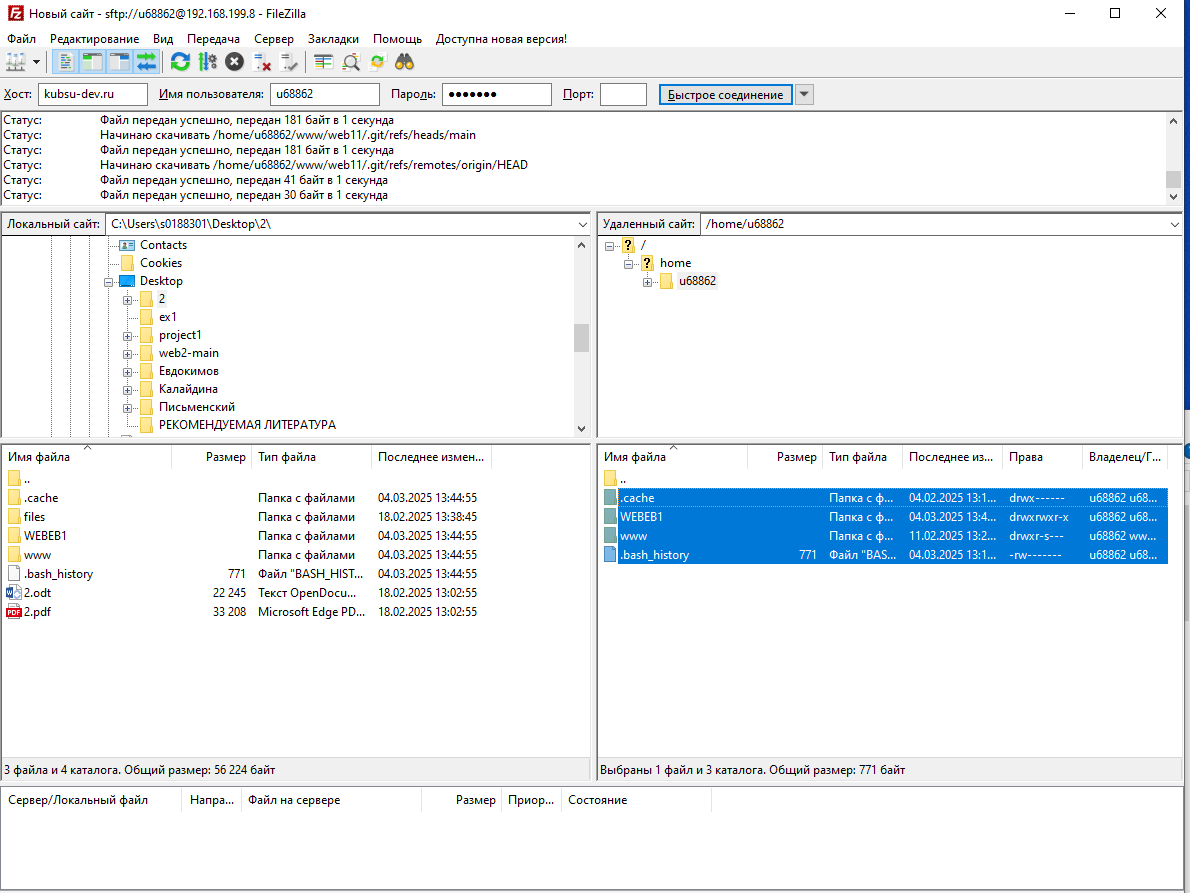 Новый сайт - sftp://u68862@192.168.199.8 - FileZilla
Файл Редактирование Вид Передача Сервер Закладки Помощь Доступна новая версия!
Хост: kubsu-dev.ru Имя пользователя: u68862 Пароль: ●●●●●●● Порт: Быстрое соединение
Статус: Файл передан успешно, передан 181 байт в 1 секунда
Статус: Начинаю скачивать /home/u68862/www/web11/.git/refs/heads/main
Статус: Файл передан успешно, передан 181 байт в 1 секунда
Статус: Начинаю скачивать /home/u68862/www/web11/.git/refs/remotes/origin/HEAD
Статус: Файл передан успешно, передан 41 байт в 1 секунда
Статус: Файл передан успешно, передан 30 байт в 1 секунда
Локальный сайт: C:\Users\s0188301\Desktop\2\
Contacts
Cookies
Desktop
2
ex1
project1
web2-main
Евдокимов
Калайдина
Письменский
РЕКОМЕНДУЕМАЯ ЛИТЕРАТУРА
Удаленный сайт: /home/u68862
? /
? home
u68862
Имя файла Размер Тип файла Последнее измен...
..
.cache Папка с файлами 04.03.2025 13:44:55
files Папка с файлами 18.02.2025 13:38:45
WEBEB1 Папка с файлами 04.03.2025 13:44:55
www Папка с файлами 04.03.2025 13:44:55
.bash_history 771 Файл "BASH_HIST... 04.03.2025 13:44:55
2.odt 22 245 Текст OpenDocu... 18.02.2025 13:02:55
2.pdf 33 208 Microsoft Edge PD... 18.02.2025 13:02:55
3 файла и 4 каталога. Общий размер: 56 224 байт
Имя файла Размер Тип файла Последнее из... Права Владелец/Г...
..
.cache Папка с ф... 04.02.2025 13:1... drwx------ u68862 u68...
WEBEB1 Папка с ф... 04.03.2025 13:4... drwxrwxr-x u68862 u68...
www Папка с ф... 11.02.2025 13:2... drwxr-s--- u68862 ww...
.bash_history 771 Файл "BAS... 04.03.2025 13:1... -rw------- u68862 u68...
Выбраны 1 файл и 3 каталога. Общий размер: 771 байт
Сервер/Локальный файл Напра... Файл на сервере Размер Приор... Состояние